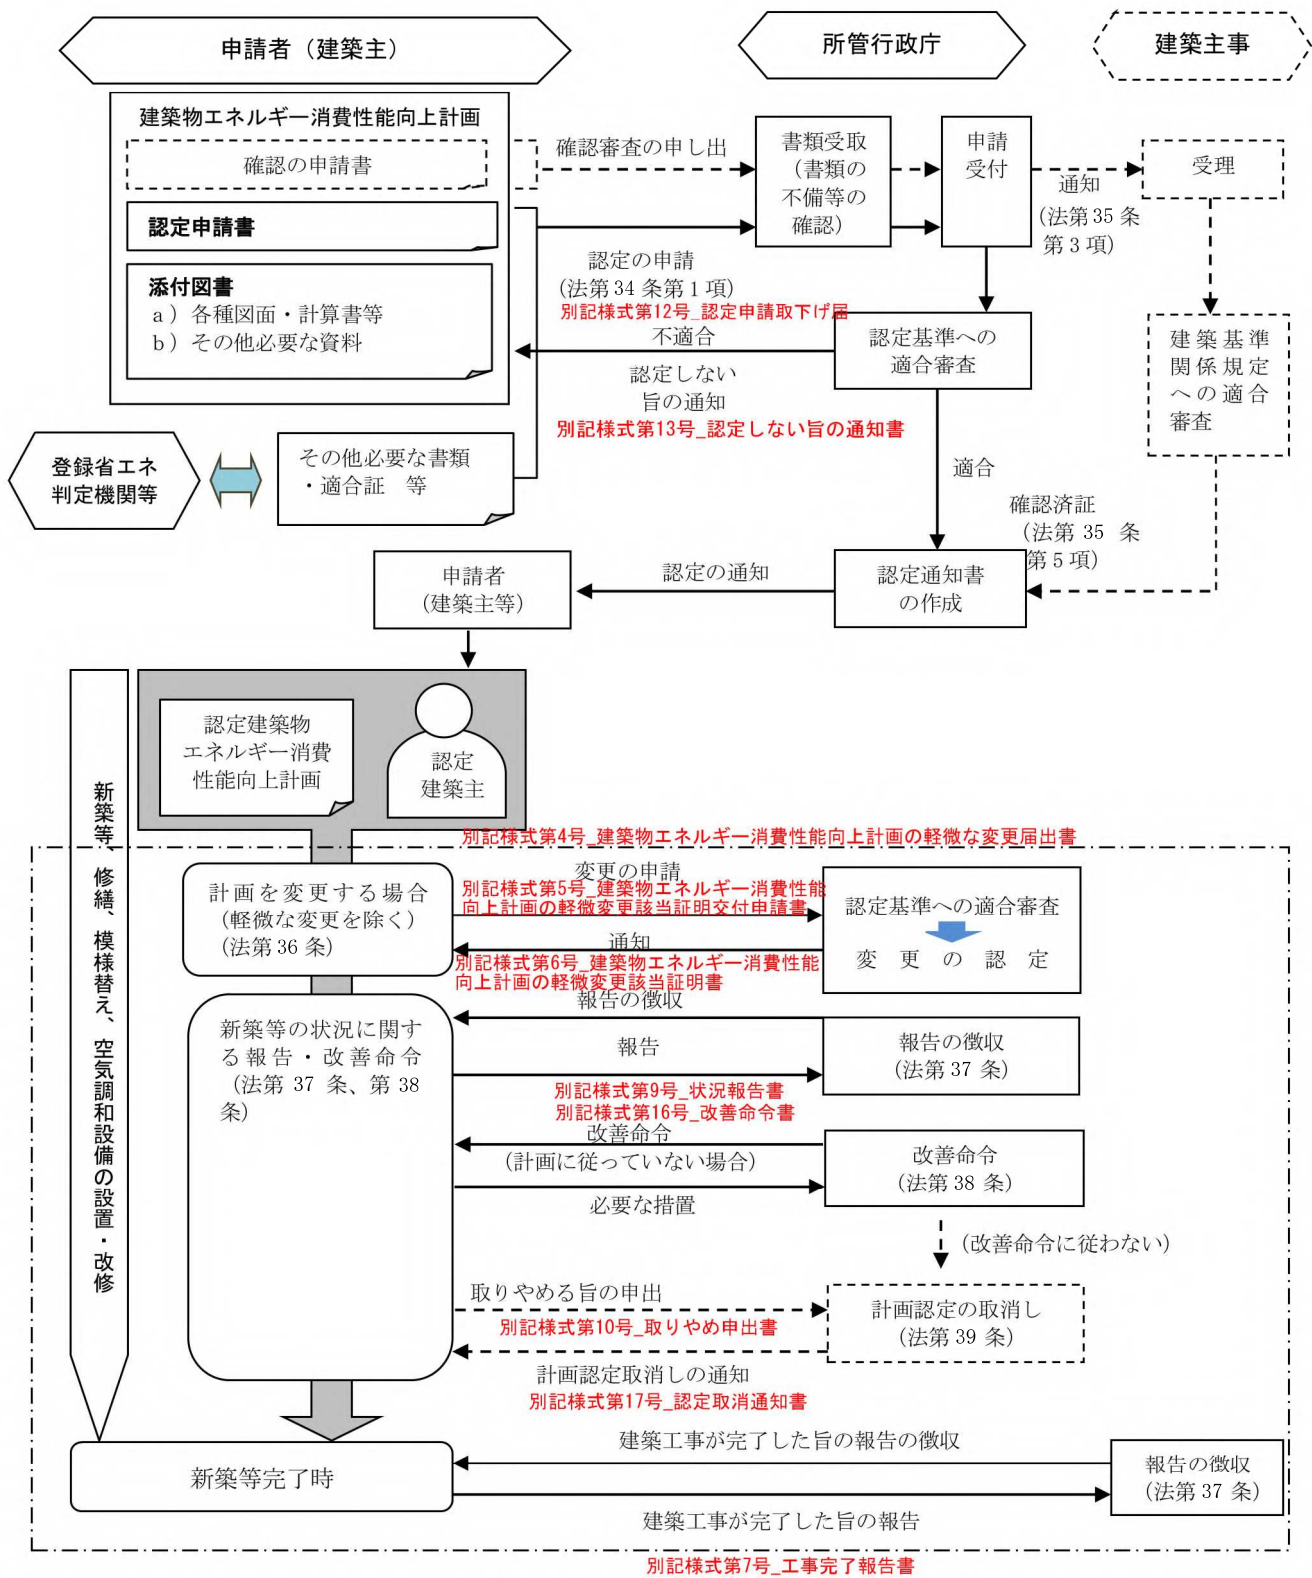 申請者（建築主）
所管行政庁
建築主事
建築物エネルギー消費性能向上計画
確認の申請書
認定申請書
添付図書
ａ）各種図面・計算書等
ｂ）その他必要な資料
登録省エネ
判定機関等
その他必要な書類
・適合証　等
確認審査の申し出
書類受取
（書類の
不備等の
確認）
申請
受付
通知
(法第35 条
第３項)
受理
認定の申請
(法第34 条第１項)
別記様式第12号_認定申請取下げ届
不適合
認定しない
旨の通知
別記様式第13号_認定しない旨の通知書
認定基準への
適合審査
建築基準
関係規定
への適合
審査
適合
確認済証
(法第 35 条
第５項)
認定通知書
の作成
認定の通知
申請者
(建築主等)
認定建築物
エネルギー消費
性能向上計画
認定
建築主
新築等、修繕、模様替え、空気調和設備の設置・改修
別記様式第4号_建築物エネルギー消費性能向上計画の軽微な変更届出書
計画を変更する場合
(軽微な変更を除く)
(法第 36 条)
変更の申請
別記様式第5号_建築物エネルギー消費性能
向上計画の軽微変更該当証明交付申請書
通知
別記様式第6号_建築物エネルギー消費性能
向上計画の軽微変更該当証明書
認定基準への適合審査
変　更　の　認　定
新築等の状況に関す
る報告・改善命令
(法第 37 条、第 38
条)
報告の徴収
報告
別記様式第9号_状況報告書
報告の徴収
(法第 37 条)
別記様式第16号_改善命令書
改善命令
(計画に従っていない場合)
必要な措置
改善命令
(法第 38 条)
(改善命令に従わない)
取りやめる旨の申出
別記様式第10号_取りやめ申出書
計画認定の取消し
(法第 39 条)
計画認定取消しの通知
別記様式第17号_認定取消通知書
新築等完了時
建築工事が完了した旨の報告の徴収
報告の徴収
(法第 37 条)
建築工事が完了した旨の報告
別記様式第7号_工事完了報告書